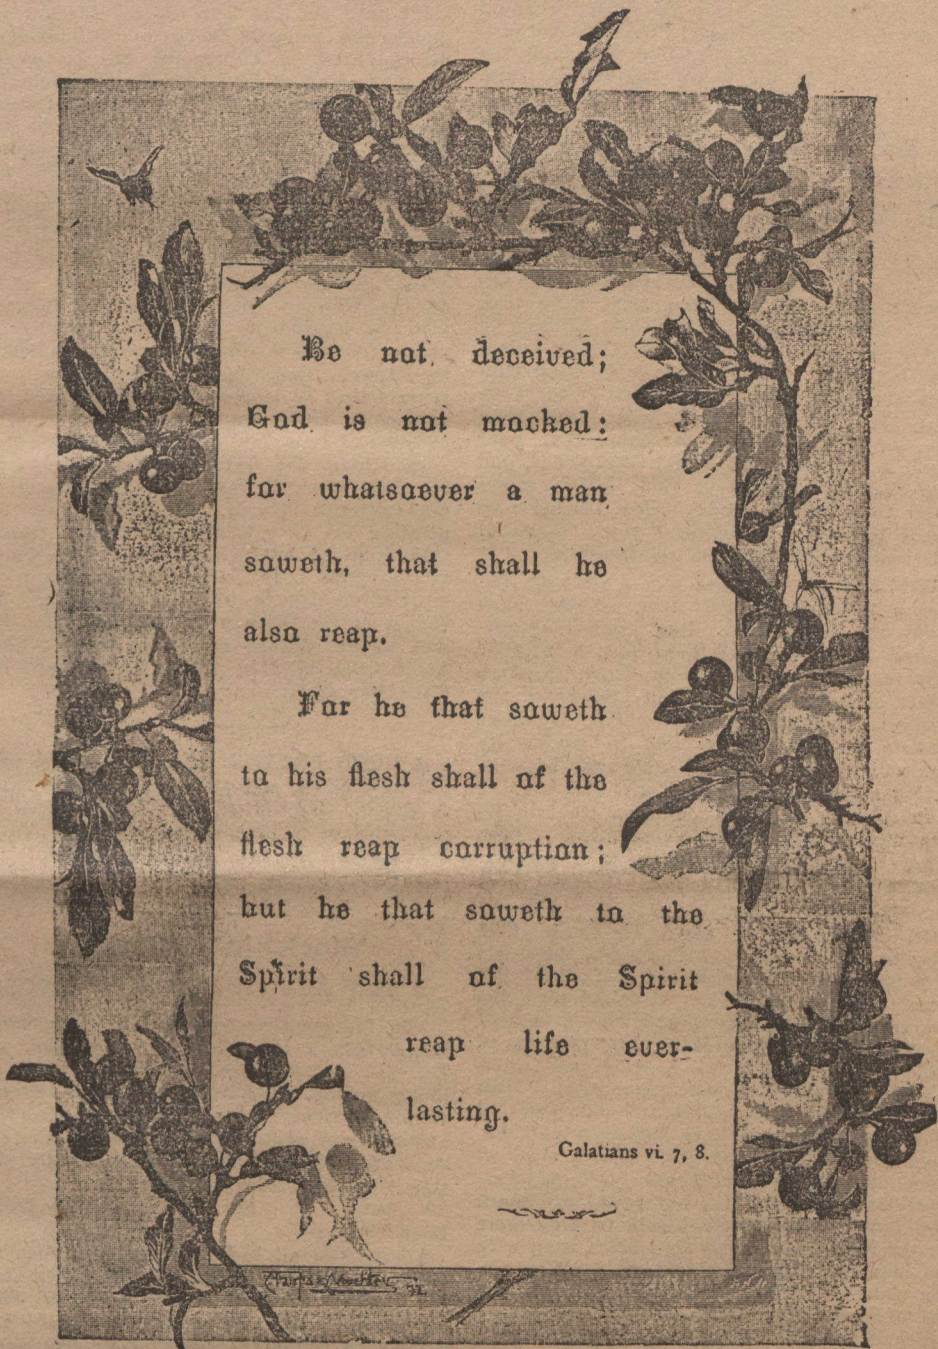 Be not deceived;
God is not mocked:
for whatsoever a man
soweth, that shall he
also reap.
For he that soweth
to his flesh shall of the
flesh reap corruption;
but he that soweth to the
Spirit shall of the Spirit
reap life ever-
lasting.
Galatians vi. 7, 8.